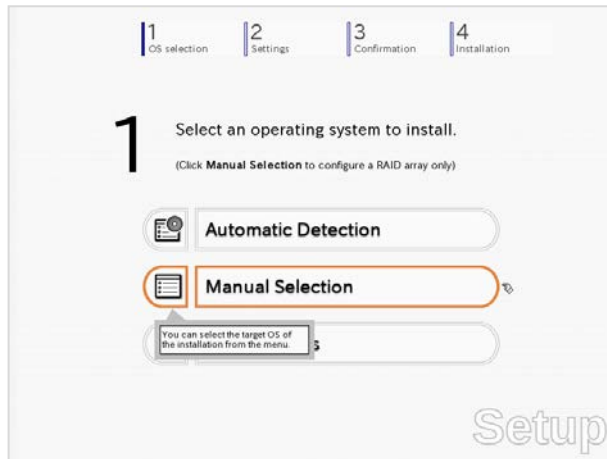 1 2 3 4
OS selection Settings Confirmation Installation
1 Select an operating system to install.
(Click Manual Selection to configure a RAID array only)
Automatic Detection
Manual Selection
You can select the target OS of
the installation from the menu.
Setup